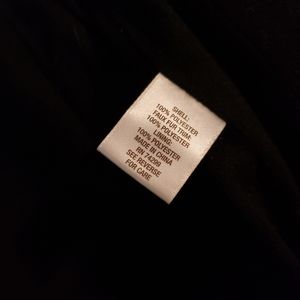 SHELL:
100% POLYESTER
FAUX FUR TRIM:
100% POLYESTER
LINING:
100% POLYESTER
MADE IN CHINA
RN 74299
SEE REVERSE
FOR CARE